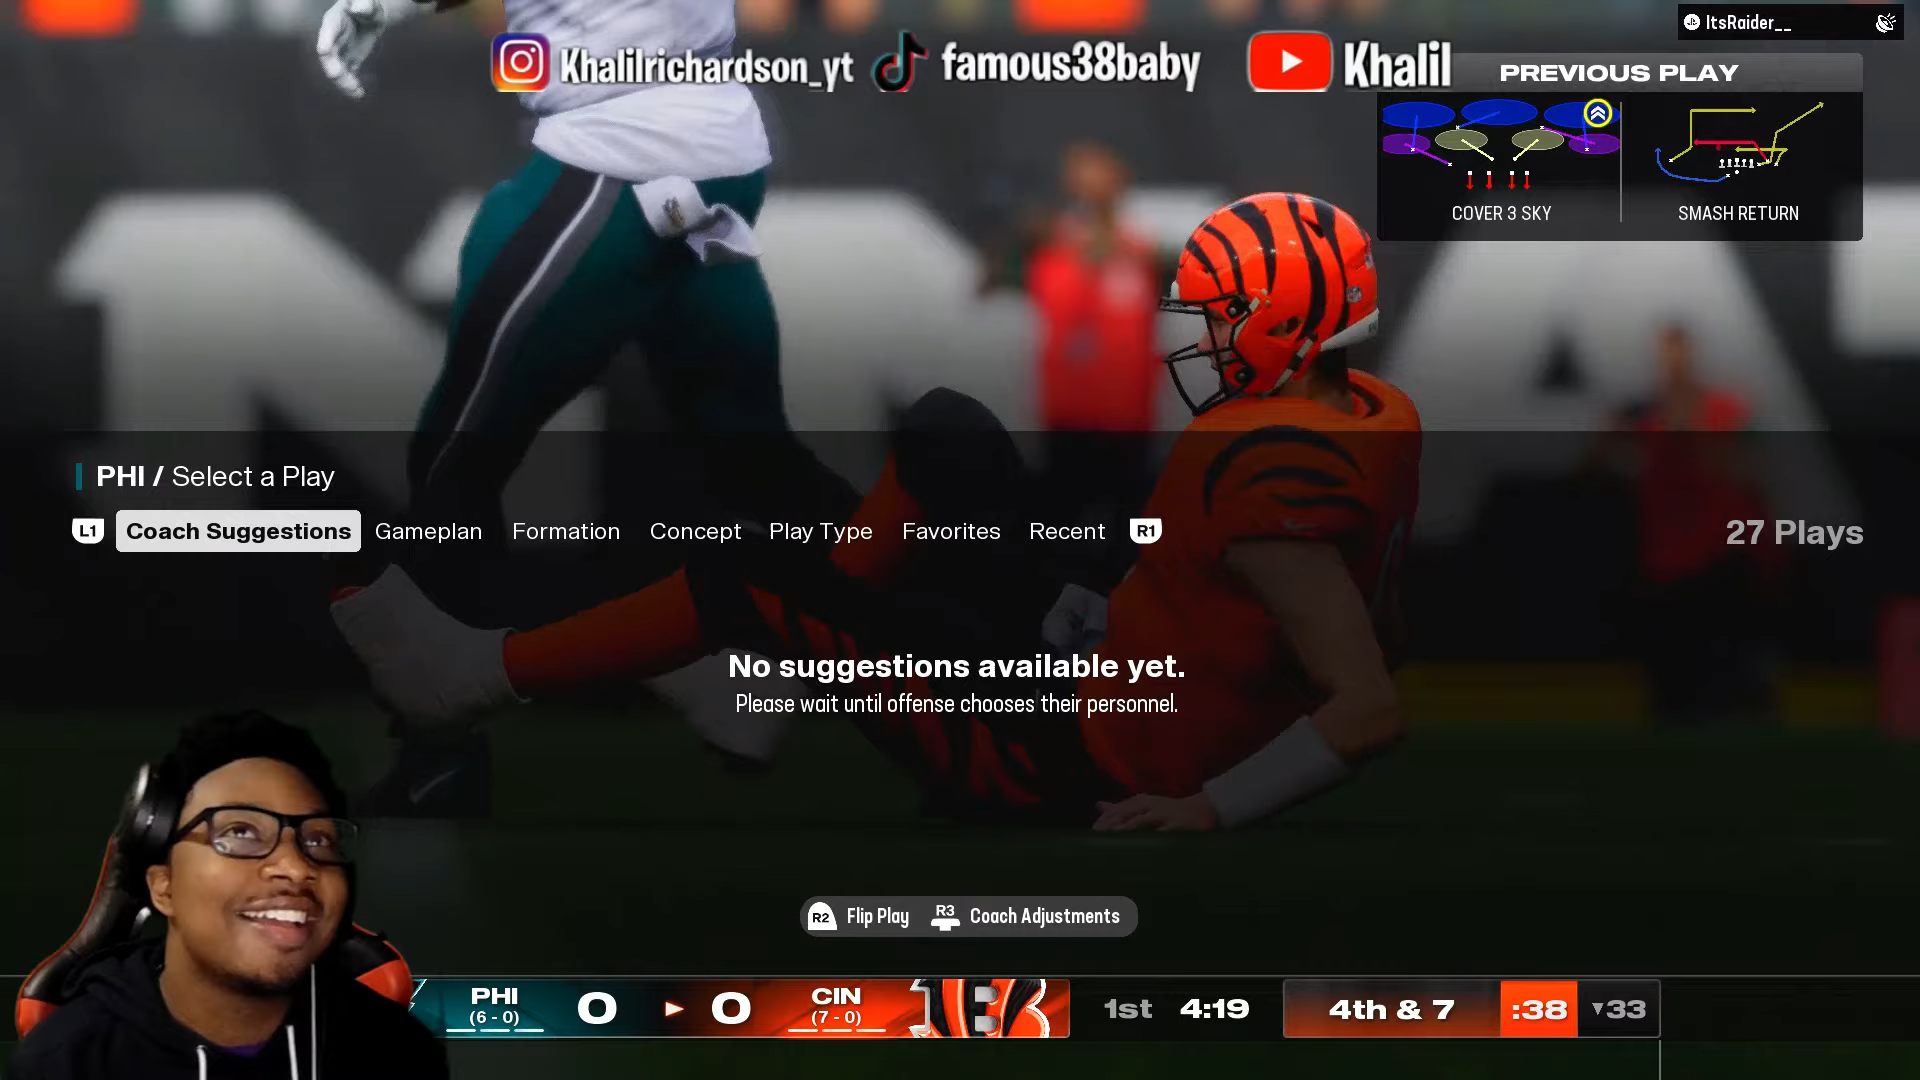 ItsRaider__
Khalilrichardson_yt famous38baby Khalil
PREVIOUS PLAY
COVER 3 SKY SMASH RETURN
PHI / Select a Play
L1 Coach Suggestions Gameplan Formation Concept Play Type Favorites Recent R1 27 Plays
No suggestions available yet.
Please wait until offense chooses their personnel.
R2 Flip Play R3 Coach Adjustments
PHI 0 0 CIN 1st 4:19 4th & 7 :38 33
(6 - 0) (7 - 0)